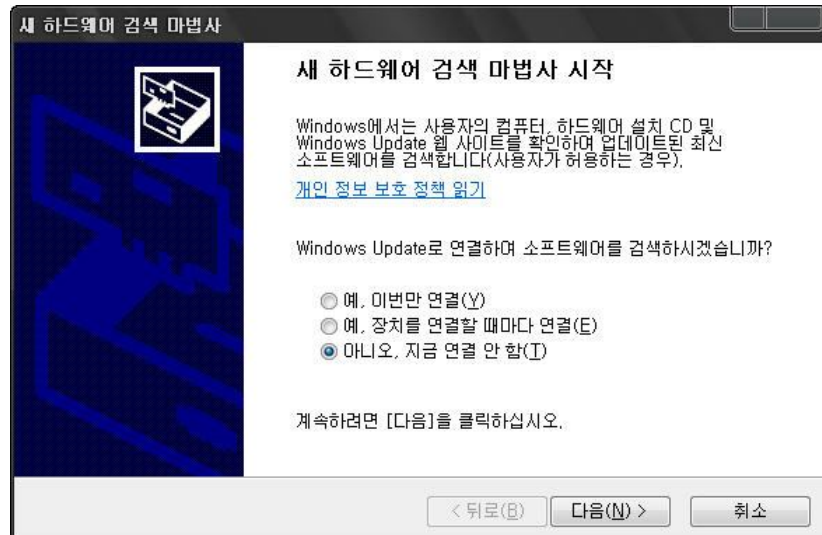 새 하드웨어 검색 마법사
새 하드웨어 검색 마법사 시작
Windows에서는 사용자의 컴퓨터, 하드웨어 설치 CD 및
Windows Update 웹 사이트를 확인하여 업데이트된 최신
소프트웨어를 검색합니다(사용자가 허용하는 경우).
개인 정보 보호 정책 읽기
Windows Update로 연결하여 소프트웨어를 검색하시겠습니까?
예, 이번만 연결(Y)
예, 장치를 연결할 때마다 연결(E)
아니오, 지금 연결 안 함(T)
계속하려면 [다음]을 클릭하십시오.
< 뒤로(B) 다음(N) > 취소